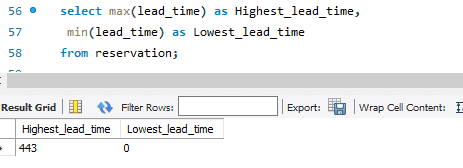 56 select max(lead_time) as Highest_lead_time,
57 min(lead_time) as Lowest_lead_time
58 from reservation;
Result Grid Filter Rows: Export: Wrap Cell Content:
Highest_lead_time Lowest_lead_time
443 0